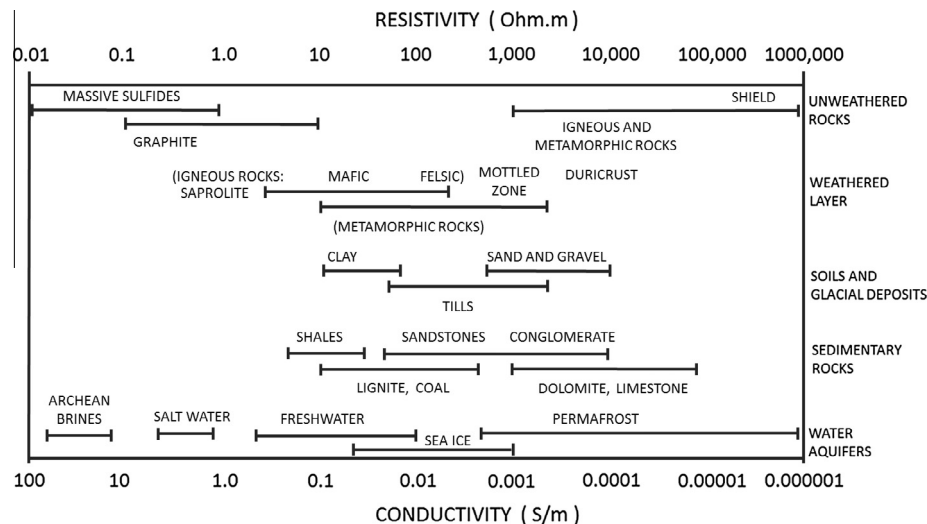 RESISTIVITY ( Ohm.m )
0.01 0.1 1.0 10 100 1,000 10,000 100,000 1000,000
MASSIVE SULFIDES
SHIELD
UNWEATHERED
ROCKS
GRAPHITE
IGNEOUS AND
METAMORPHIC ROCKS
(IGNEOUS ROCKS:
SAPROLITE
MAFIC
FELSIC)
MOTTLED
ZONE
DURICRUST
WEATHERED
LAYER
(METAMORPHIC ROCKS)
CLAY
SAND AND GRAVEL
SOILS AND
GLACIAL DEPOSITS
TILLS
SHALES
SANDSTONES
CONGLOMERATE
SEDIMENTARY
ROCKS
LIGNITE, COAL
DOLOMITE, LIMESTONE
ARCHEAN
BRINES
SALT WATER
FRESHWATER
SEA ICE
PERMAFROST
WATER
AQUIFERS
100 10 1.0 0.1 0.01 0.001 0.0001 0.00001 0.000001
CONDUCTIVITY ( S/m )